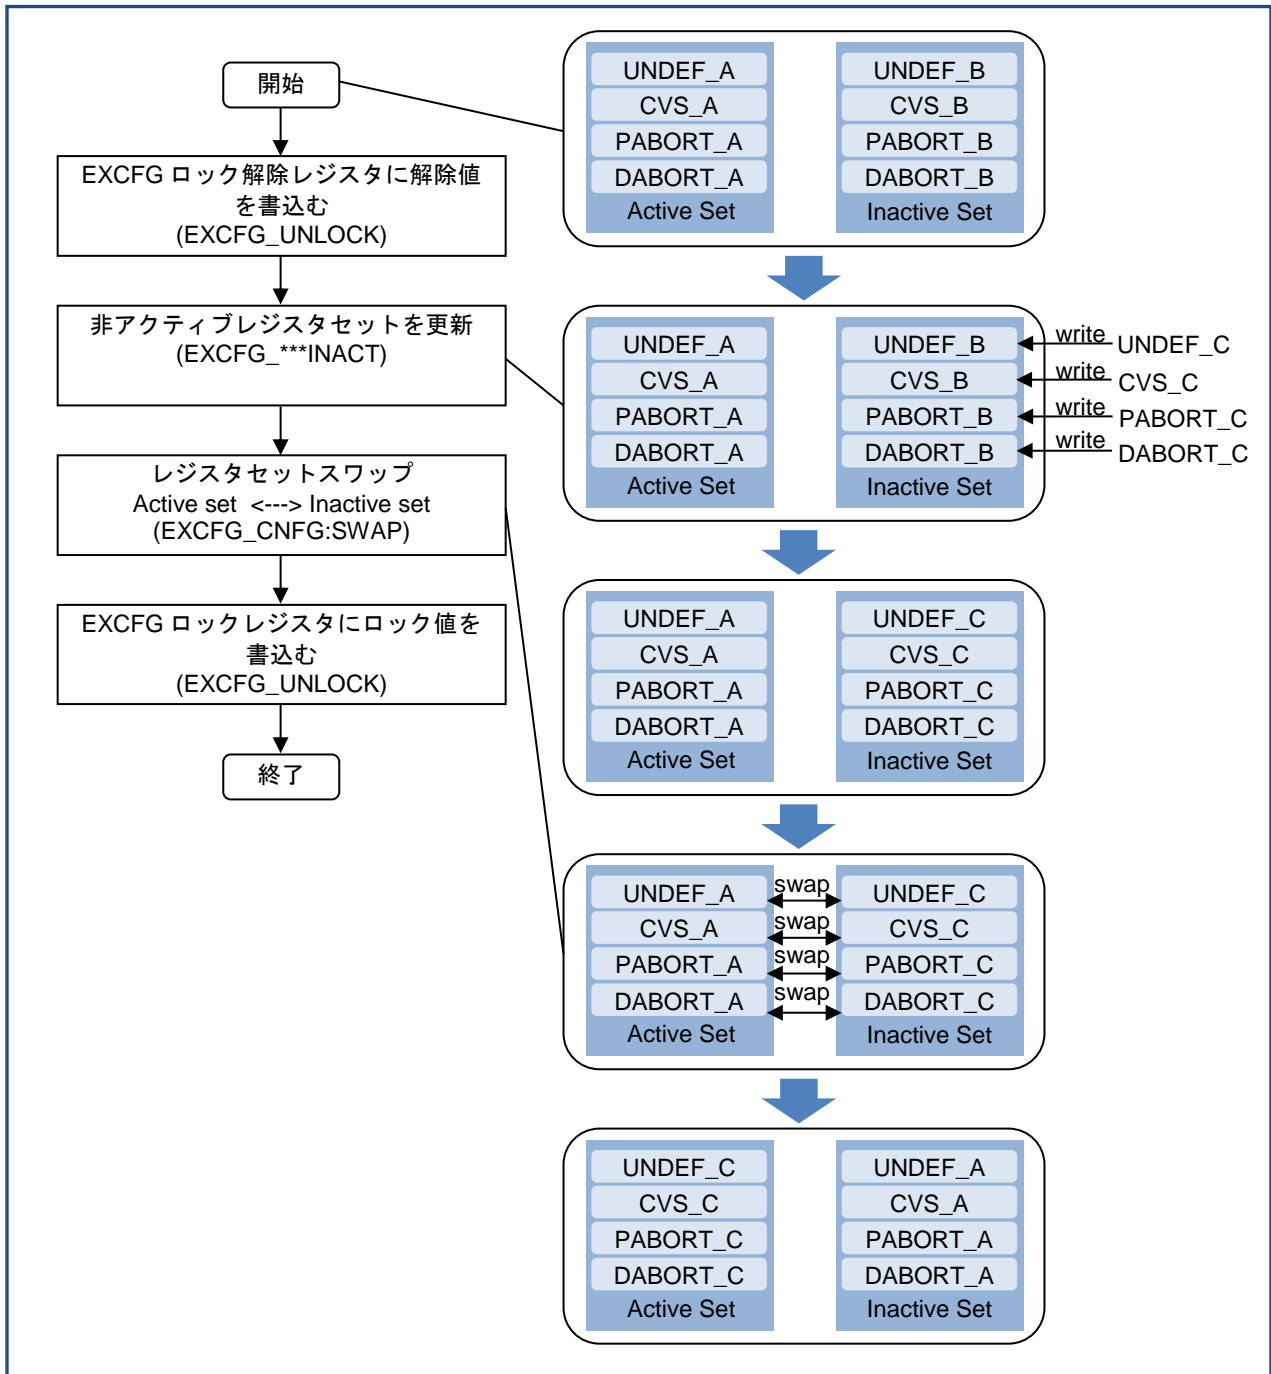 開始
EXCFG ロック解除レジスタに解除値
を書込む
(EXCFG_UNLOCK)
非アクティブレジスタセットを更新
(EXCFG_***INACT)
レジスタセットスワップ
Active set <---> Inactive set
(EXCFG_CNFG:SWAP)
EXCFG ロックレジスタにロック値を
書込む
(EXCFG_UNLOCK)
終了
UNDEF_A
CVS_A
PABORT_A
DABORT_A
Active Set
UNDEF_B
CVS_B
PABORT_B
DABORT_B
Inactive Set
UNDEF_A
CVS_A
PABORT_A
DABORT_A
Active Set
UNDEF_B
CVS_B
PABORT_B
DABORT_B
Inactive Set
write UNDEF_C
write CVS_C
write PABORT_C
write DABORT_C
UNDEF_A
CVS_A
PABORT_A
DABORT_A
Active Set
UNDEF_C
CVS_C
PABORT_C
DABORT_C
Inactive Set
UNDEF_A
CVS_A
PABORT_A
DABORT_A
Active Set
swap
swap
swap
swap
UNDEF_C
CVS_C
PABORT_C
DABORT_C
Inactive Set
UNDEF_C
CVS_C
PABORT_C
DABORT_C
Active Set
UNDEF_A
CVS_A
PABORT_A
DABORT_A
Inactive Set